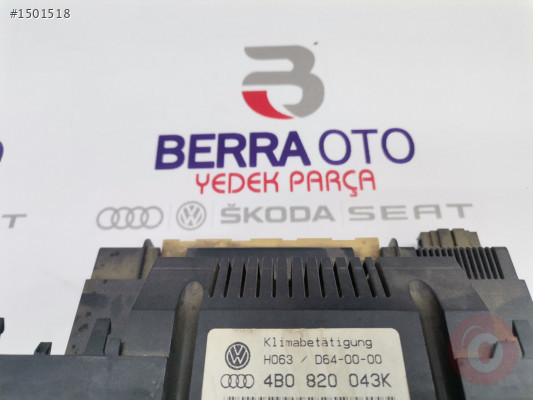 #1501518
BERRA OTO
YEDEK PARÇA
ŠKODA SEAT
Klimabetätigung
H063 / D64-00-00
4B0 820 043K